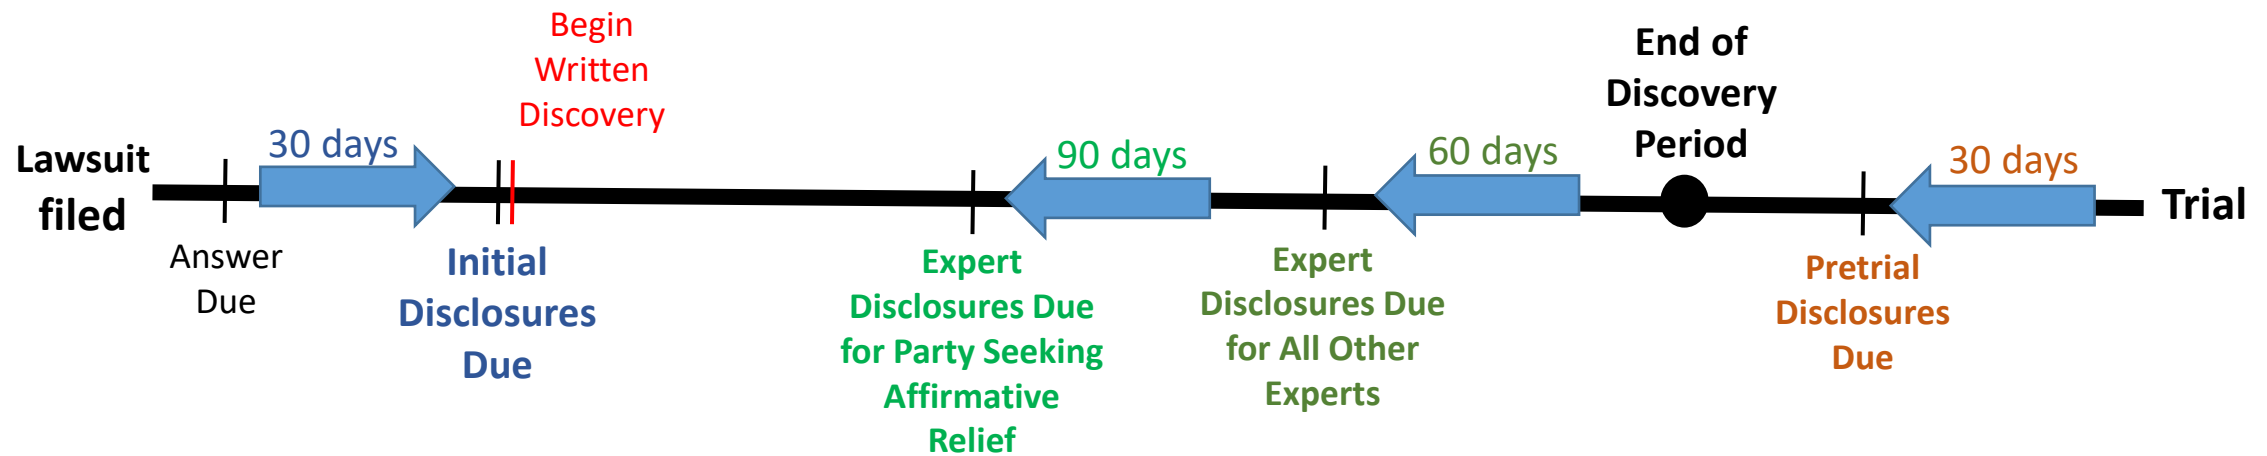 Lawsuit
filed
Answer
Due
30 days
Initial
Disclosures
Due
Begin
Written
Discovery
Expert
Disclosures Due
for Party Seeking
Affirmative
Relief
90 days
Expert
Disclosures Due
for All Other
Experts
60 days
End of
Discovery
Period
Pretrial
Disclosures
Due
30 days
Trial